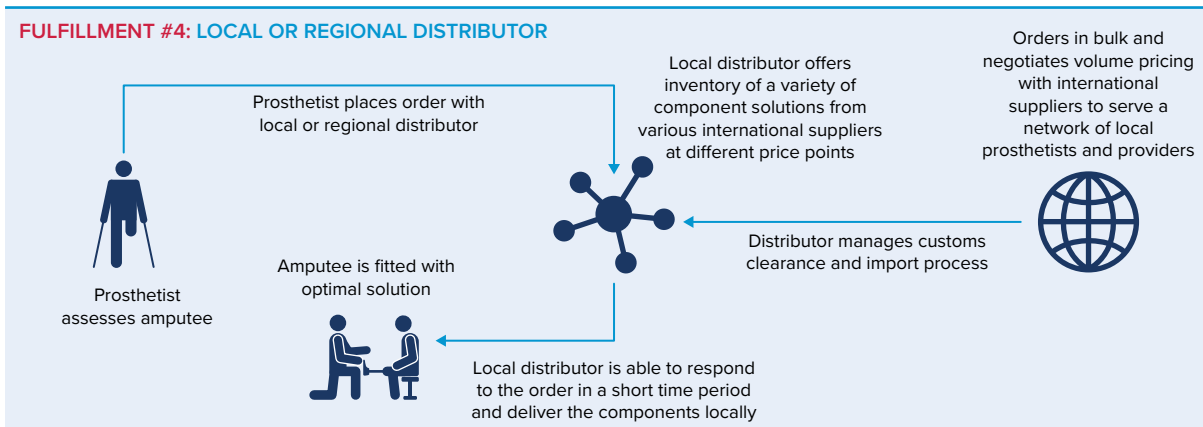 FULFILLMENT #4: LOCAL OR REGIONAL DISTRIBUTOR
Prosthetist places order with
local or regional distributor
Local distributor offers
inventory of a variety of
component solutions from
various international suppliers
at different price points
Orders in bulk and
negotiates volume pricing
with international
suppliers to serve a
network of local
prosthetists and providers
Prosthetist
assesses amputee
Amputee is fitted with
optimal solution
Distributor manages customs
clearance and import process
Local distributor is able to respond
to the order in a short time period
and deliver the components locally